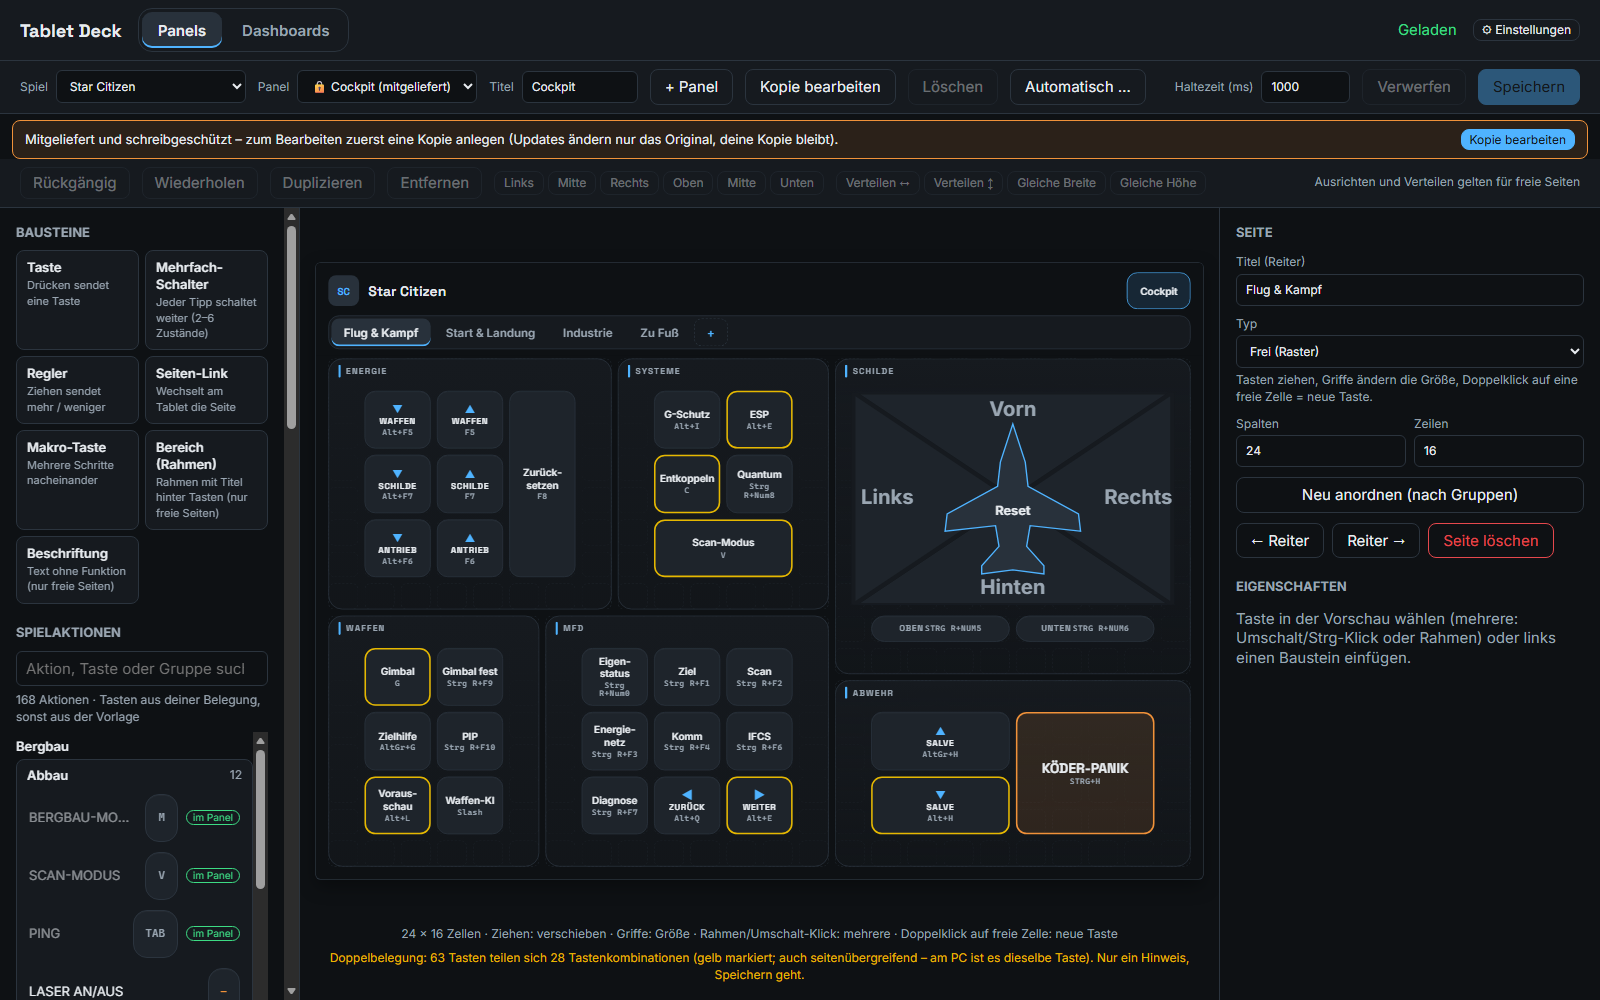 Tablet Deck
Panels
Dashboards
Geladen
⚙ Einstellungen
Spiel
Star Citizen
Panel
🔒 Cockpit (mitgeliefert)
Titel
Cockpit
+ Panel
Kopie bearbeiten
Löschen
Automatisch ...
Haltezeit (ms)
1000
Verwerfen
Speichern
Mitgeliefert und schreibgeschützt – zum Bearbeiten zuerst eine Kopie anlegen (Updates ändern nur das Original, deine Kopie bleibt).
Kopie bearbeiten
Rückgängig
Wiederholen
Duplizieren
Entfernen
Links
Mitte
Rechts
Oben
Mitte
Unten
Verteilen ↔
Verteilen ↕
Gleiche Breite
Gleiche Höhe
Ausrichten und Verteilen gelten für freie Seiten
BAUSTEINE
Taste
Drücken sendet
eine Taste
Mehrfach-
Schalter
Jeder Tipp schaltet
weiter (2–6
Zustände)
Regler
Ziehen sendet
mehr / weniger
Seiten-Link
Wechselt am
Tablet die Seite
Makro-Taste
Mehrere Schritte
nacheinander
Bereich
(Rahmen)
Rahmen mit Titel
hinter Tasten (nur
freie Seiten)
Beschriftung
Text ohne Funktion
(nur freie Seiten)
SPIELAKTIONEN
Aktion, Taste oder Gruppe sucl
168 Aktionen · Tasten aus deiner Belegung,
sonst aus der Vorlage
Bergbau
Abbau
12
BERGBAU-MO...
M
im Panel
SCAN-MODUS
V
im Panel
PING
TAB
im Panel
LASER AN/AUS
–
SC
Star Citizen
Cockpit
Flug & Kampf
Start & Landung
Industrie
Zu Fuß
+
ENERGIE
▼
WAFFEN
Alt+F5
▲
WAFFEN
F5
▼
SCHILDE
Alt+F7
▲
SCHILDE
F7
▼
ANTRIEB
Alt+F6
▲
ANTRIEB
F6
Zurück-
setzen
F8
SYSTEME
G-Schutz
Alt+I
ESP
Alt+E
Entkoppeln
C
Quantum
Strg
R+Num8
Scan-Modus
V
SCHILDE
Vorn
Links
Reset
Rechts
Hinten
OBEN STRG R+NUM5
UNTEN STRG R+NUM6
WAFFEN
Gimbal
G
Gimbal fest
Strg R+F9
Zielhilfe
AltGr+G
PIP
Strg R+F10
Voraus-
schau
Alt+L
Waffen-KI
Slash
MFD
Eigen-
status
Strg
R+Num0
Ziel
Strg R+F1
Scan
Strg R+F2
Energie-
netz
Strg R+F3
Komm
Strg R+F4
IFCS
Strg R+F6
Diagnose
Strg R+F7
◀
ZURÜCK
Alt+Q
▶
WEITER
Alt+E
ABWEHR
▲
SALVE
AltGr+H
▼
SALVE
Alt+H
KÖDER-PANIK
STRG+H
24 × 16 Zellen · Ziehen: verschieben · Griffe: Größe · Rahmen/Umschalt-Klick: mehrere · Doppelklick auf freie Zelle: neue Taste
Doppelbelegung: 63 Tasten teilen sich 28 Tastenkombinationen (gelb markiert; auch seitenübergreifend – am PC ist es dieselbe Taste). Nur ein Hinweis,
Speichern geht.
SEITE
Titel (Reiter)
Flug & Kampf
Typ
Frei (Raster)
Tasten ziehen, Griffe ändern die Größe, Doppelklick auf eine
freie Zelle = neue Taste.
Spalten
Zeilen
24
16
Neu anordnen (nach Gruppen)
← Reiter
Reiter →
Seite löschen
EIGENSCHAFTEN
Taste in der Vorschau wählen (mehrere:
Umschalt/Strg-Klick oder Rahmen) oder links
einen Baustein einfügen.